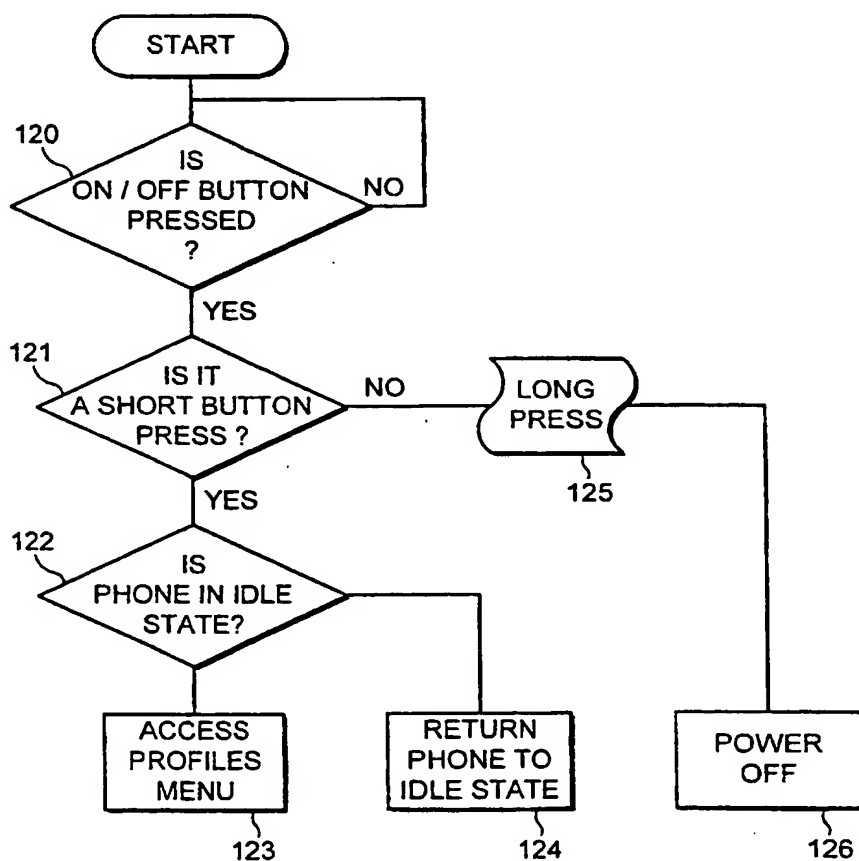 START
120
IS
ON / OFF BUTTON
PRESSED
?
NO
YES
121
IS IT
A SHORT BUTTON
PRESS ?
NO
LONG
PRESS
125
YES
122
IS
PHONE IN IDLE
STATE?
ACCESS
PROFILES
MENU
123
RETURN
PHONE TO
IDLE STATE
124
POWER
OFF
126